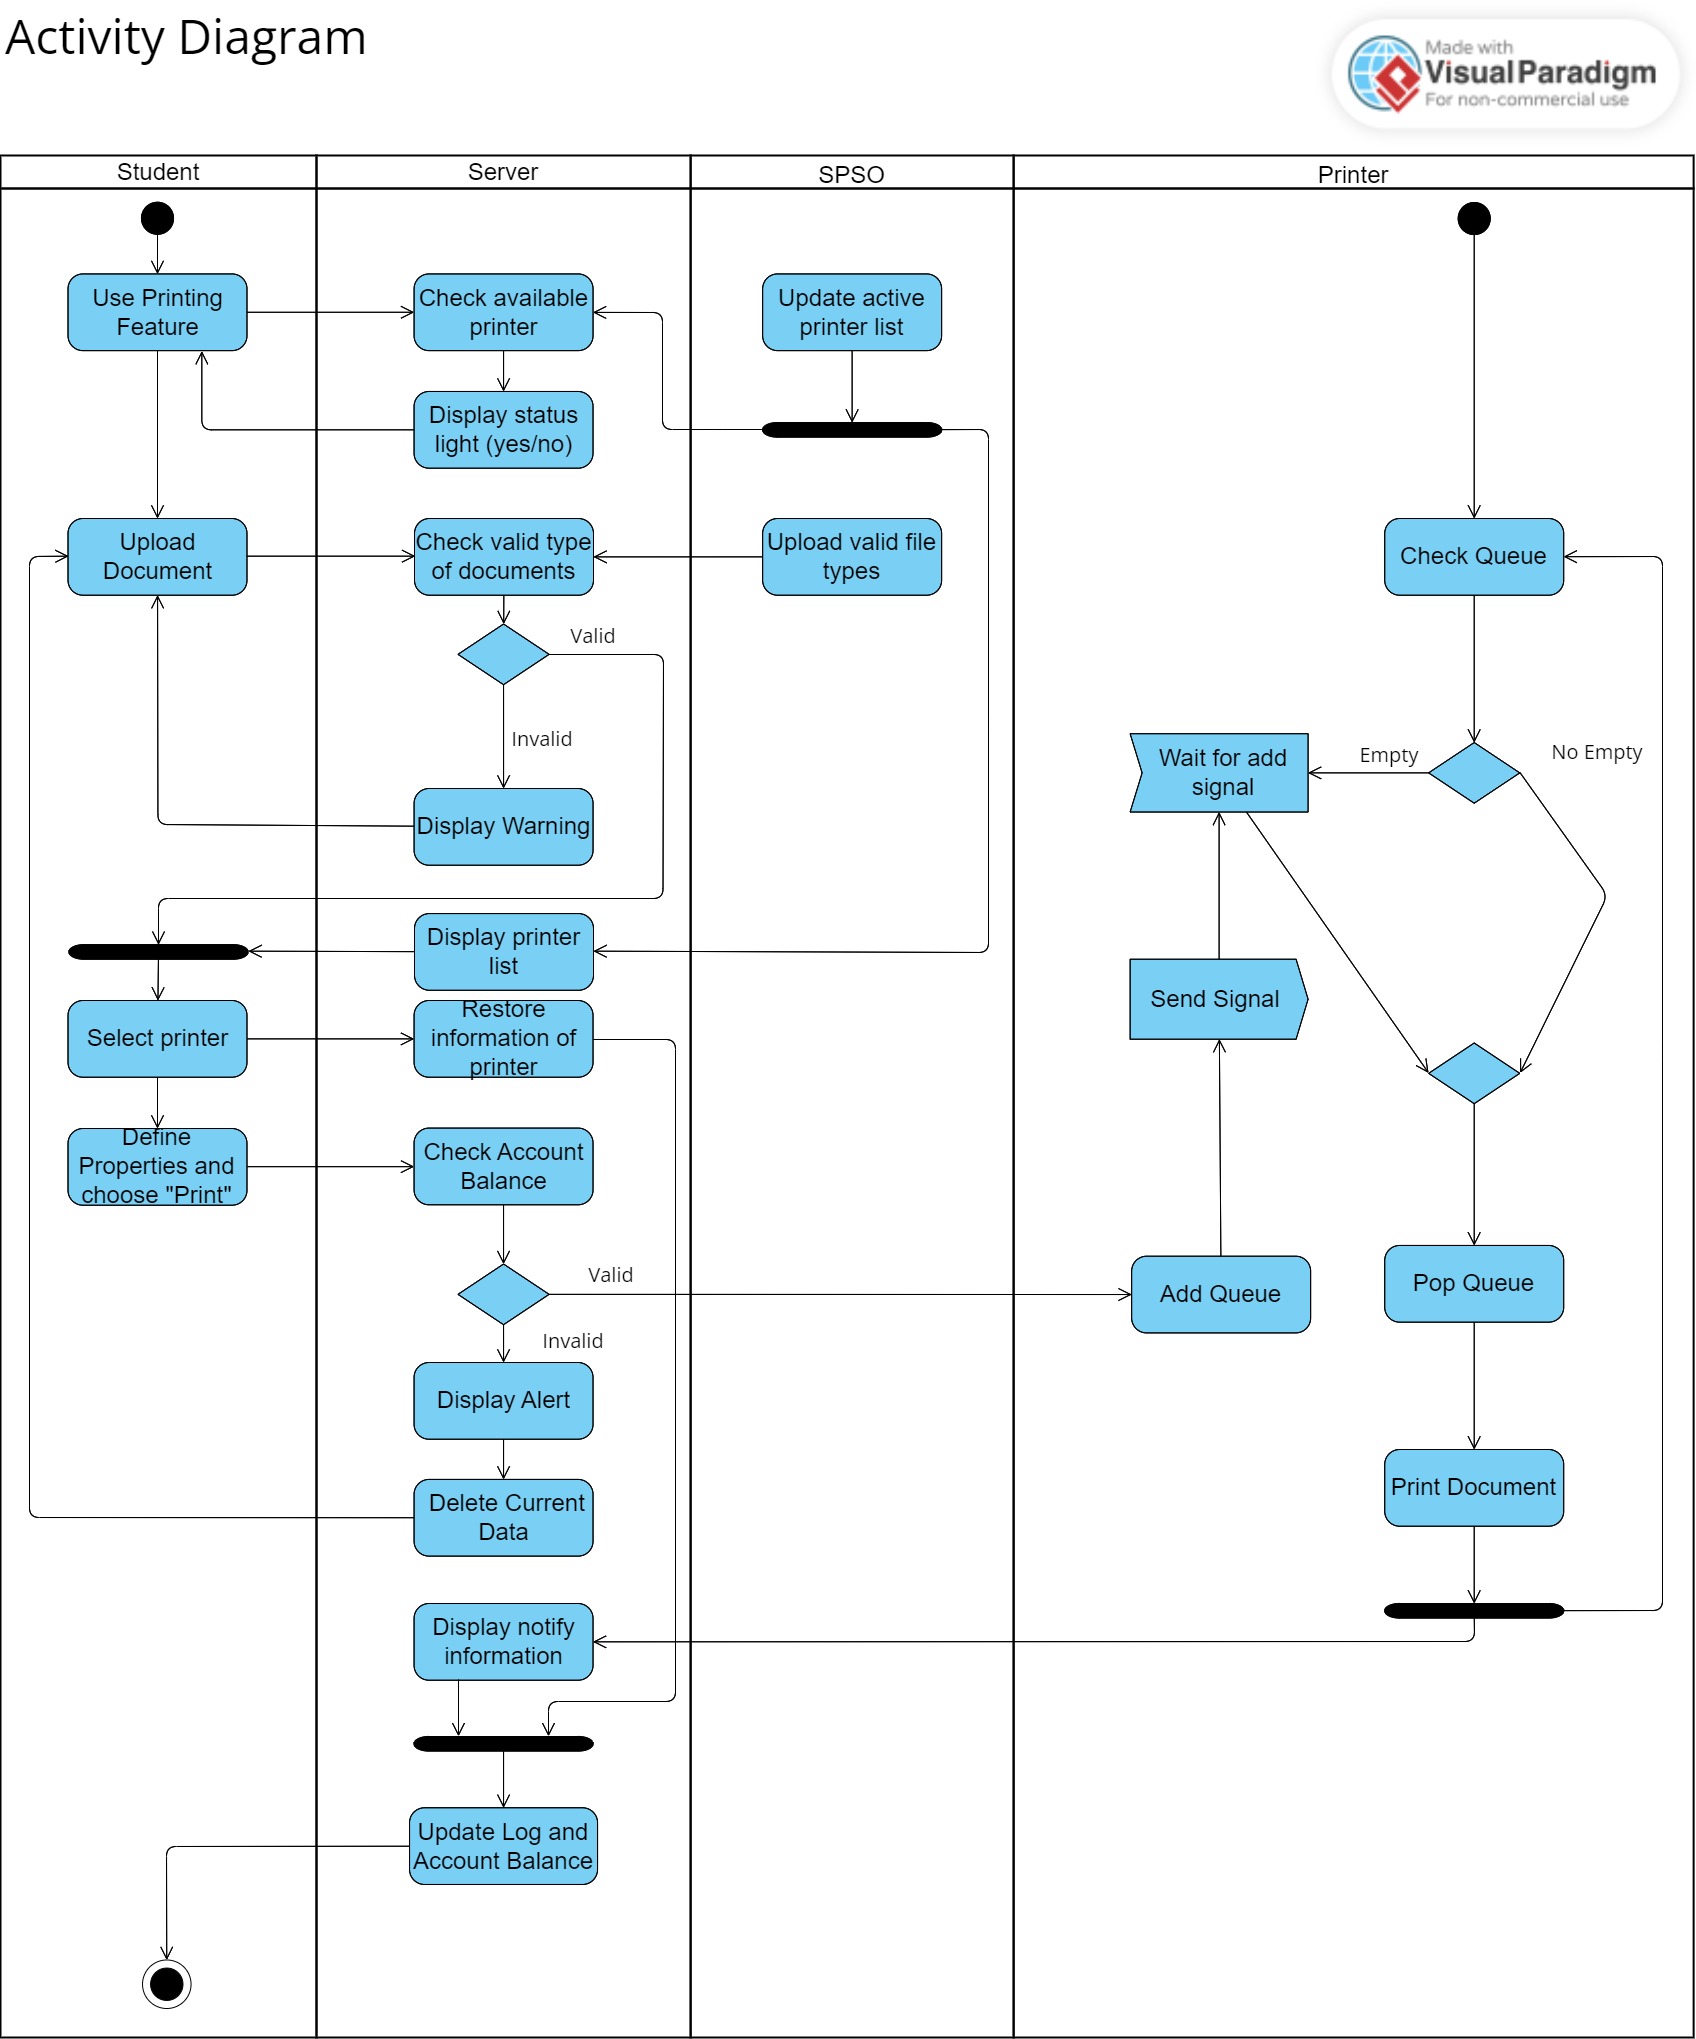 Activity Diagram
Made with
Visual Paradigm
For non-commercial use
Student
Server
SPSO
Printer
Use Printing
Feature
Check available
printer
Update active
printer list
Display status
light (yes/no)
Upload
Document
Check valid type
of documents
Upload valid file
types
Check Queue
Valid
Invalid
Wait for add
signal
Empty
No Empty
Display Warning
Display printer
list
Send Signal
Select printer
Restore
information of
printer
Define
Properties and
choose "Print"
Check Account
Balance
Valid
Add Queue
Pop Queue
Invalid
Display Alert
Print Document
Delete Current
Data
Display notify
information
Update Log and
Account Balance